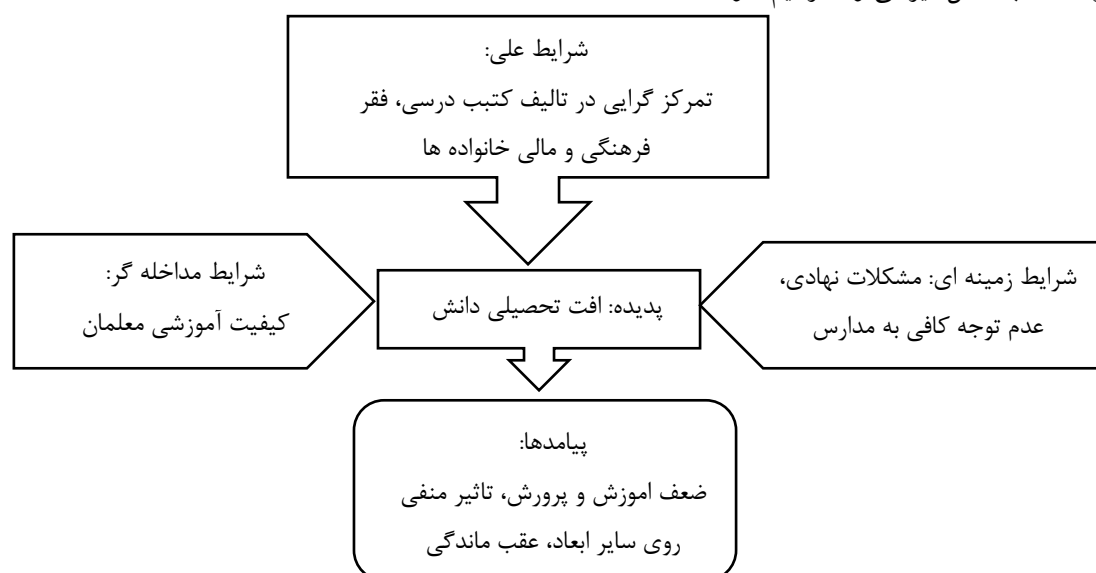 شرایط علی:
تمرکز گرایی در تالیف کتبب درسی، فقر
فرهنگی و مالی خانواده ها
شرایط زمینه ای: مشکلات نهادی،
عدم توجه کافی به مدارس
پدیده: افت تحصیلی دانش
شرایط مداخله گر:
کیفیت آموزشی معلمان
پیامدها:
ضعف اموزش و پرورش، تاثیر منفی
روی سایر ابعاد، عقب ماندگی